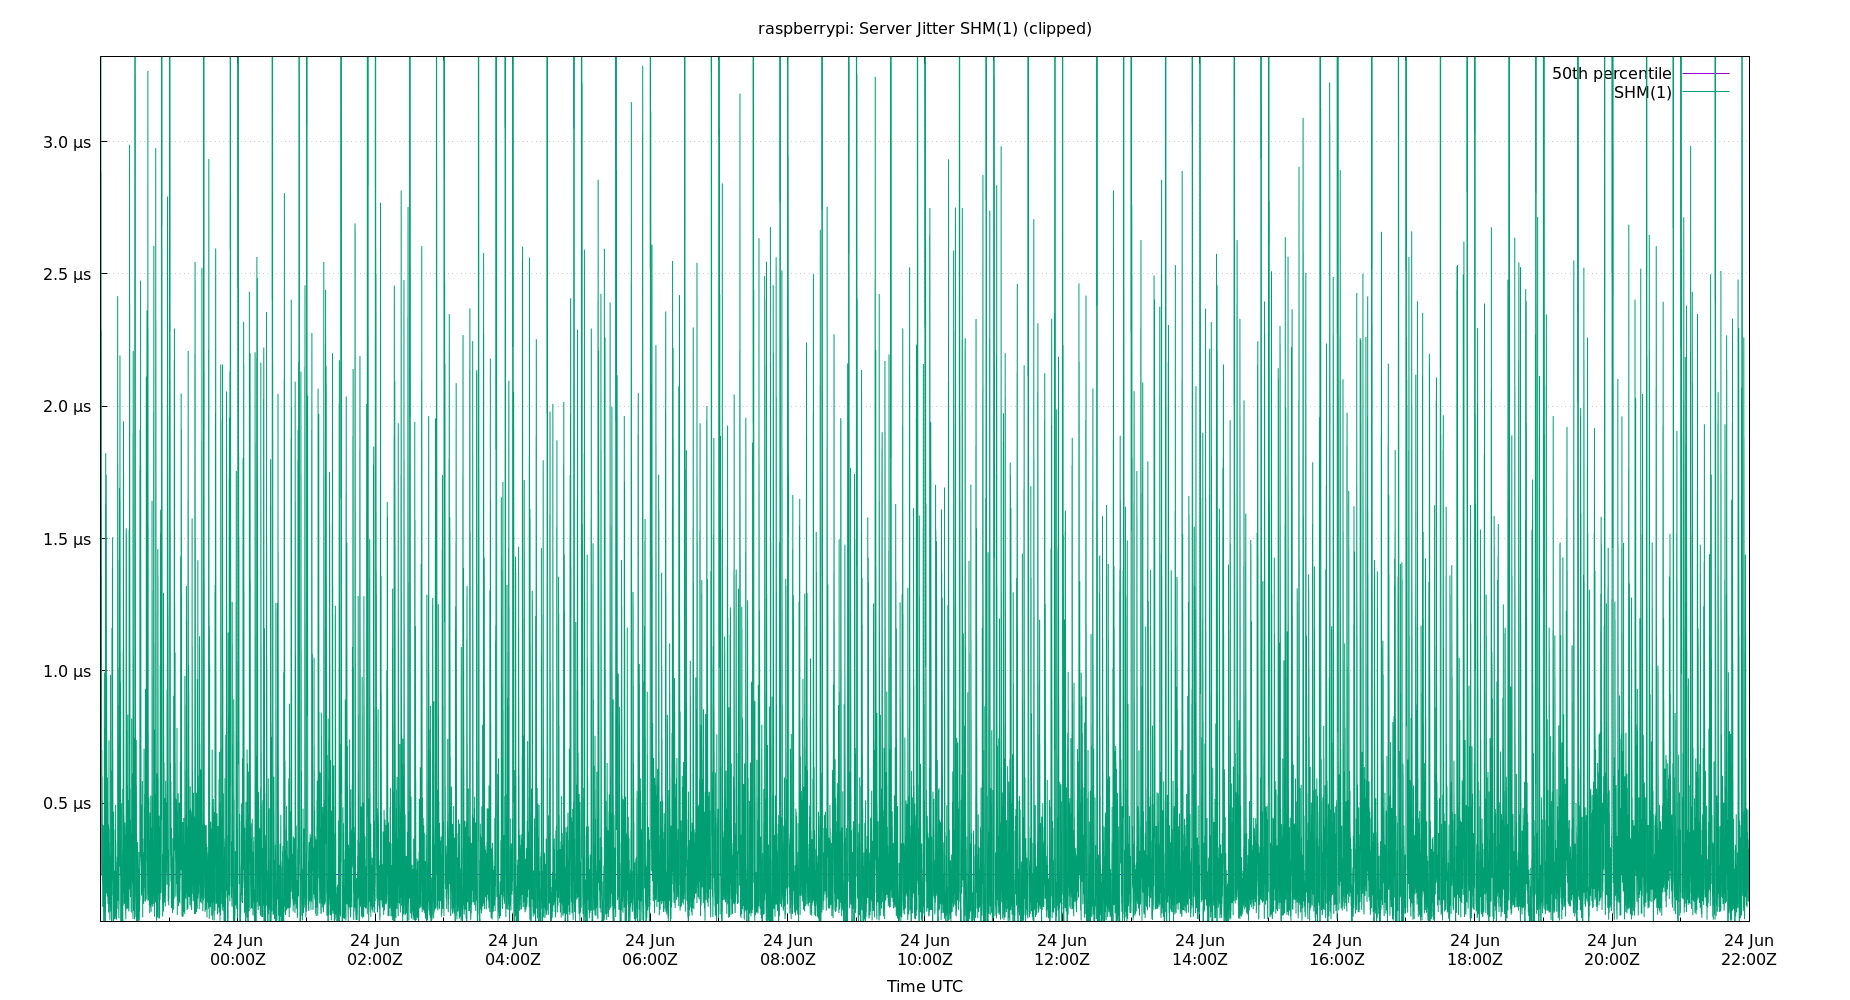 raspberrypi: Server Jitter SHM(1) (clipped)
50th percentile
SHM(1)
3.0 µs
2.5 µs
2.0 µs
1.5 µs
1.0 µs
0.5 µs
24 Jun 24 Jun 24 Jun 24 Jun 24 Jun 24 Jun 24 Jun 24 Jun 24 Jun 24 Jun 24 Jun 24 Jun
00:00Z 02:00Z 04:00Z 06:00Z 08:00Z 10:00Z 12:00Z 14:00Z 16:00Z 18:00Z 20:00Z 22:00Z
Time UTC